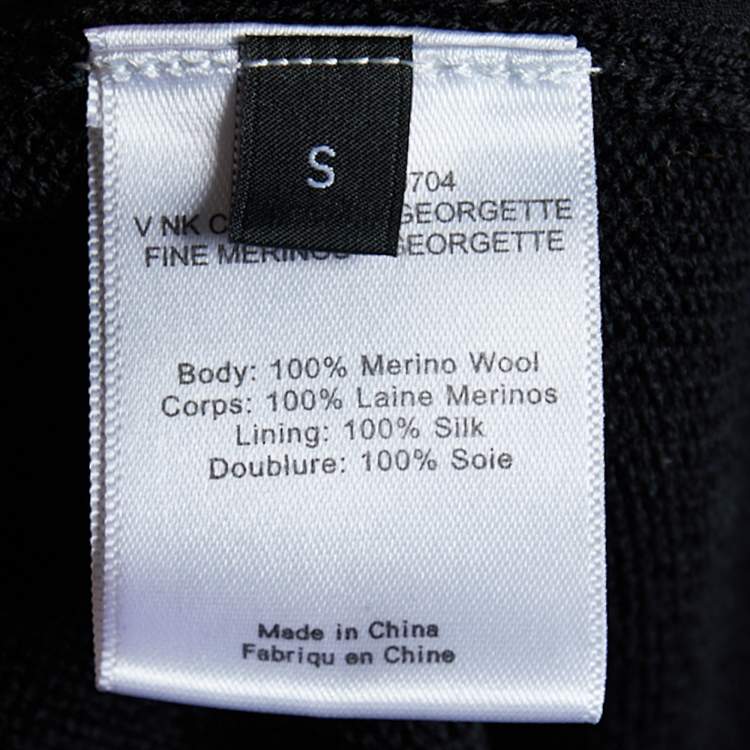 S
0704
V NK GEORGETTE
FINE MERINOS GEORGETTE
Body: 100% Merino Wool
Corps: 100% Laine Merinos
Lining: 100% Silk
Doublure: 100% Soie
Made in China
Fabriqu en Chine